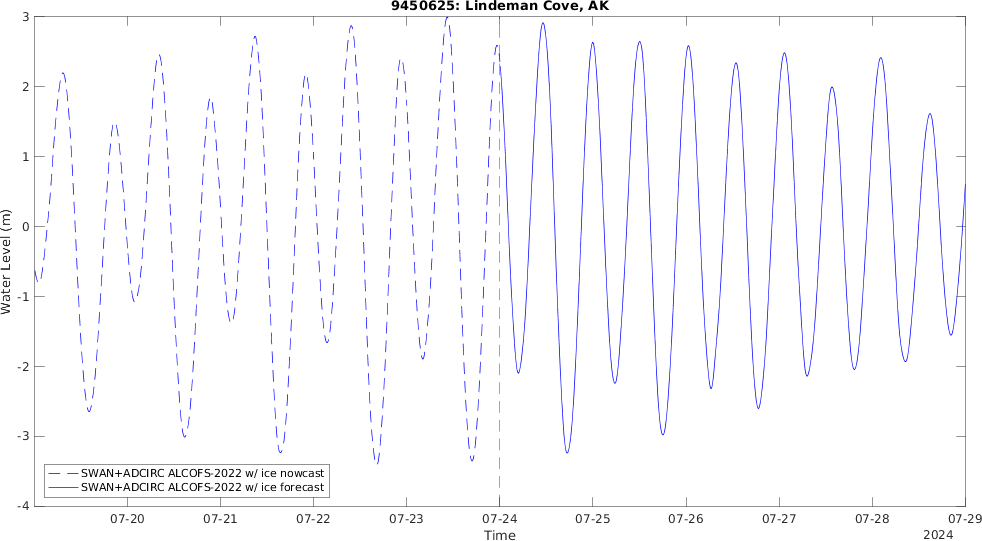 9450625: Lindeman Cove, AK
Water Level (m)
3
2
1
0
-1
-2
-3
-4
SWAN+ADCIRC ALCOFS-2022 w/ ice nowcast
SWAN+ADCIRC ALCOFS-2022 w/ ice forecast
07-20 07-21 07-22 07-23 07-24 07-25 07-26 07-27 07-28 07-29
Time
2024